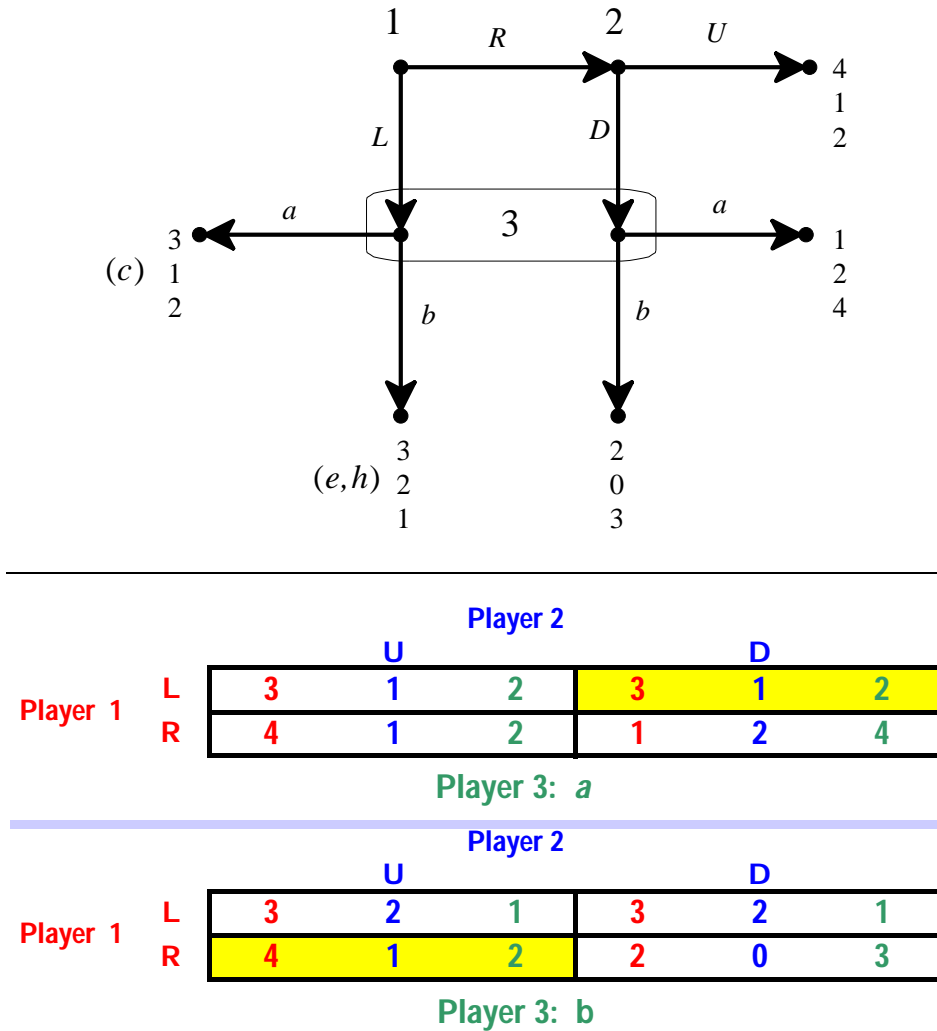 1 2
R U
4
1
2
L D
a 3 a
3
(c) 1
2
1
2
4
b b
3
(e,h) 2
1
2
0
3
Player 2
U D
Player 1
L 3 1 2 3 1 2
R 4 1 2 1 2 4
Player 3: a
Player 2
U D
Player 1
L 3 2 1 3 2 1
R 4 1 2 2 0 3
Player 3: b